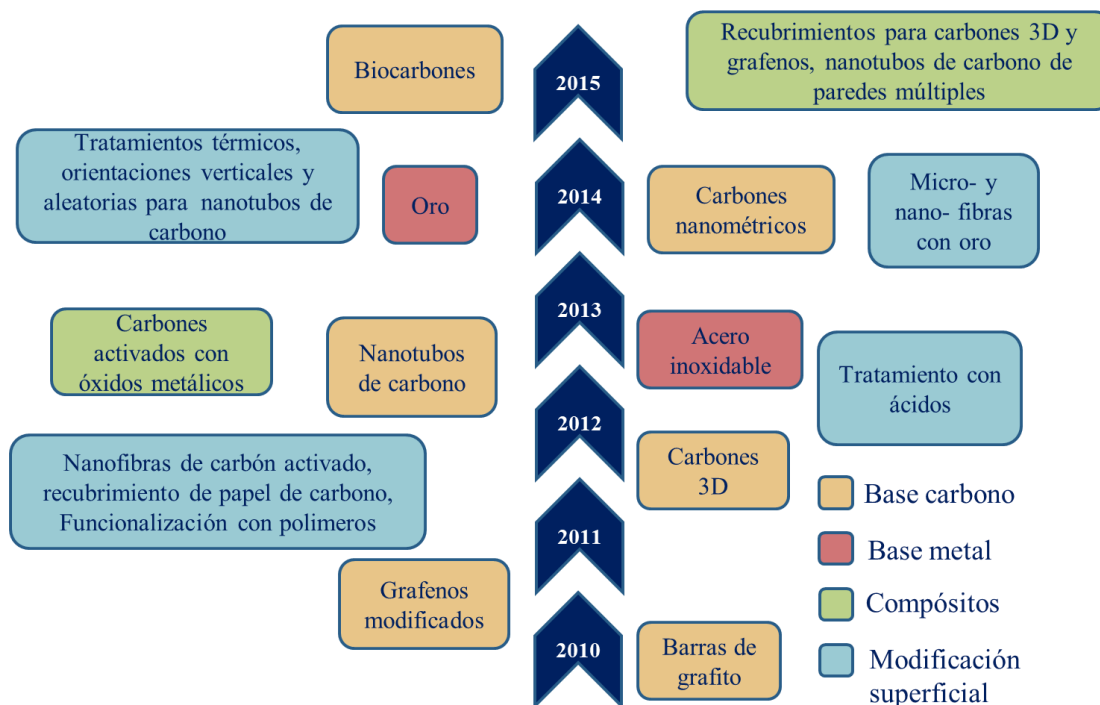 Biocarbones
2015
Recubrimientos para carbones 3D y
grafenos, nanotubos de carbono de
paredes múltiples
Tratamientos térmicos,
orientaciones verticales y
aleatorias para nanotubos de
carbono
Oro
2014
Carbones
nanométricos
Micro- y
nano- fibras
con oro
2013
Carbones
activados con
óxidos metálicos
Nanotubos
de carbono
Acero
inoxidable
Tratamiento con
ácidos
2012
Nanofibras de carbón activado,
recubrimiento de papel de carbono,
Funcionalización con polimeros
Carbones
3D
2011
Grafenos
modificados
2010
Barras de
grafito
Base carbono
Base metal
Compósitos
Modificación
superficial